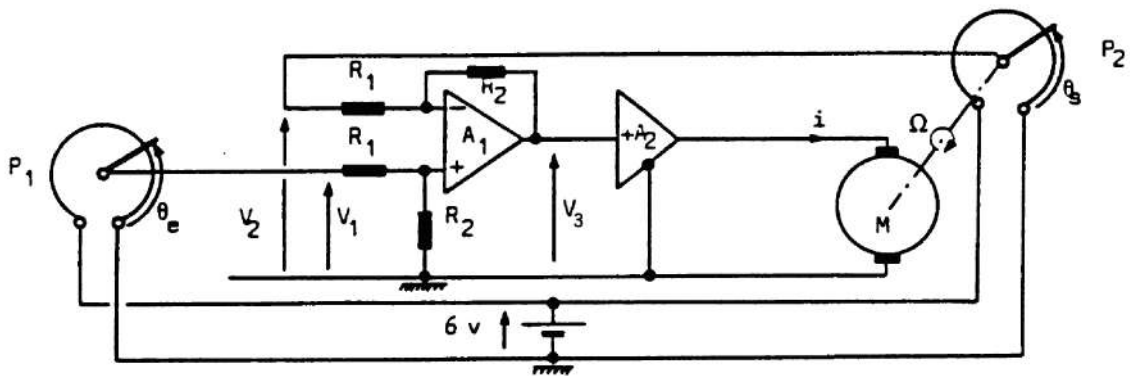 P2
R1
R2
θs
A1
+A2
i
Ω
R1
P1
θe
V2
V1
R2
V3
M
6 v